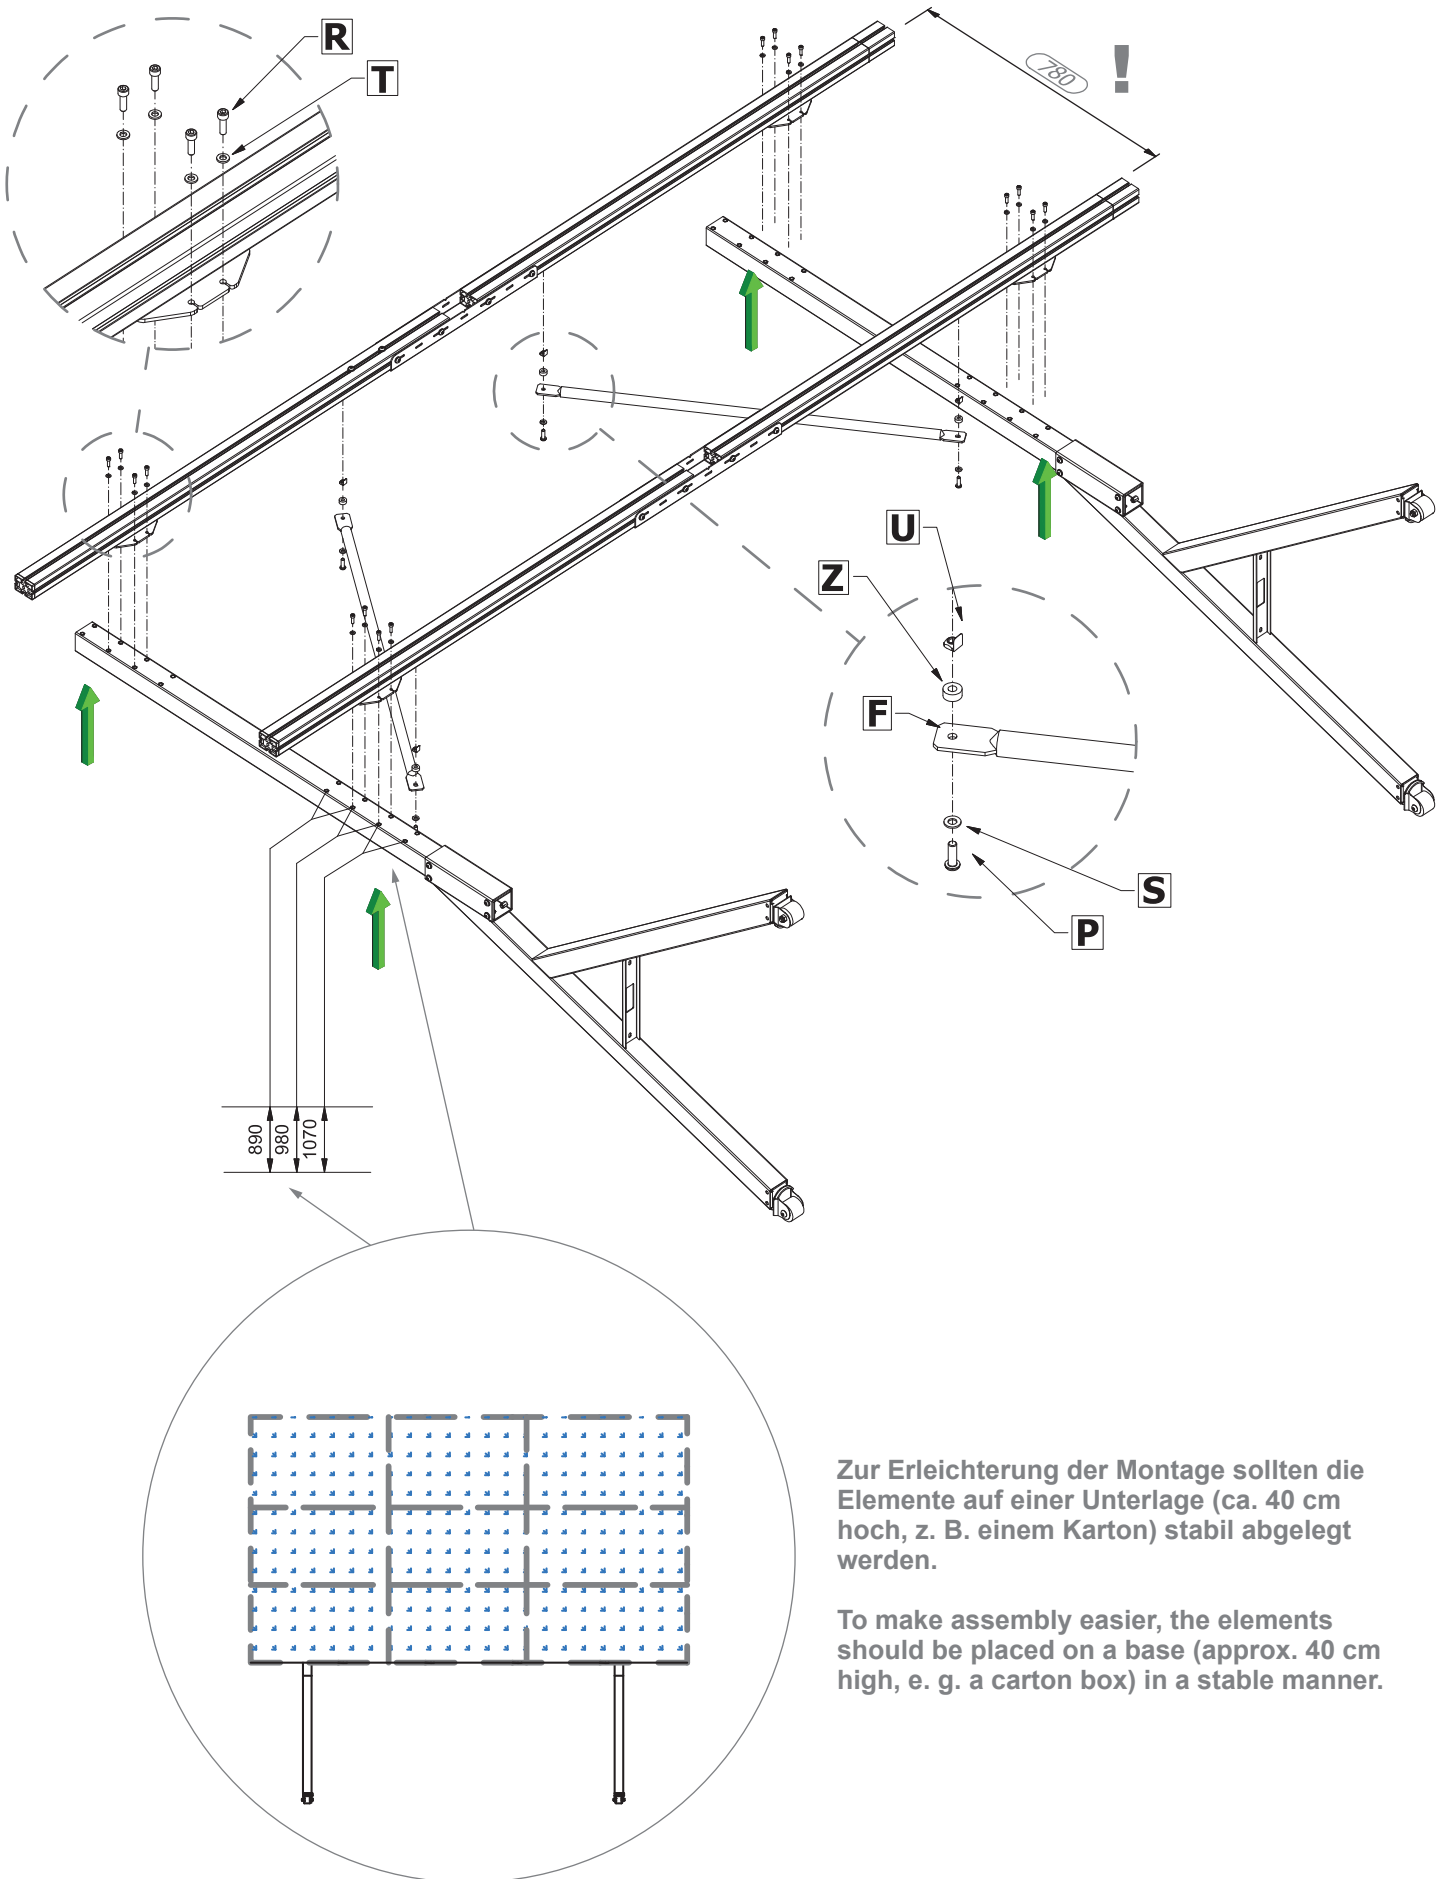 R
T
780
!
U
Z
F
S
P
890
980
1070
Zur Erleichterung der Montage sollten die
Elemente auf einer Unterlage (ca. 40 cm
hoch, z. B. einem Karton) stabil abgelegt
werden.
To make assembly easier, the elements
should be placed on a base (approx. 40 cm
high, e. g. a carton box) in a stable manner.